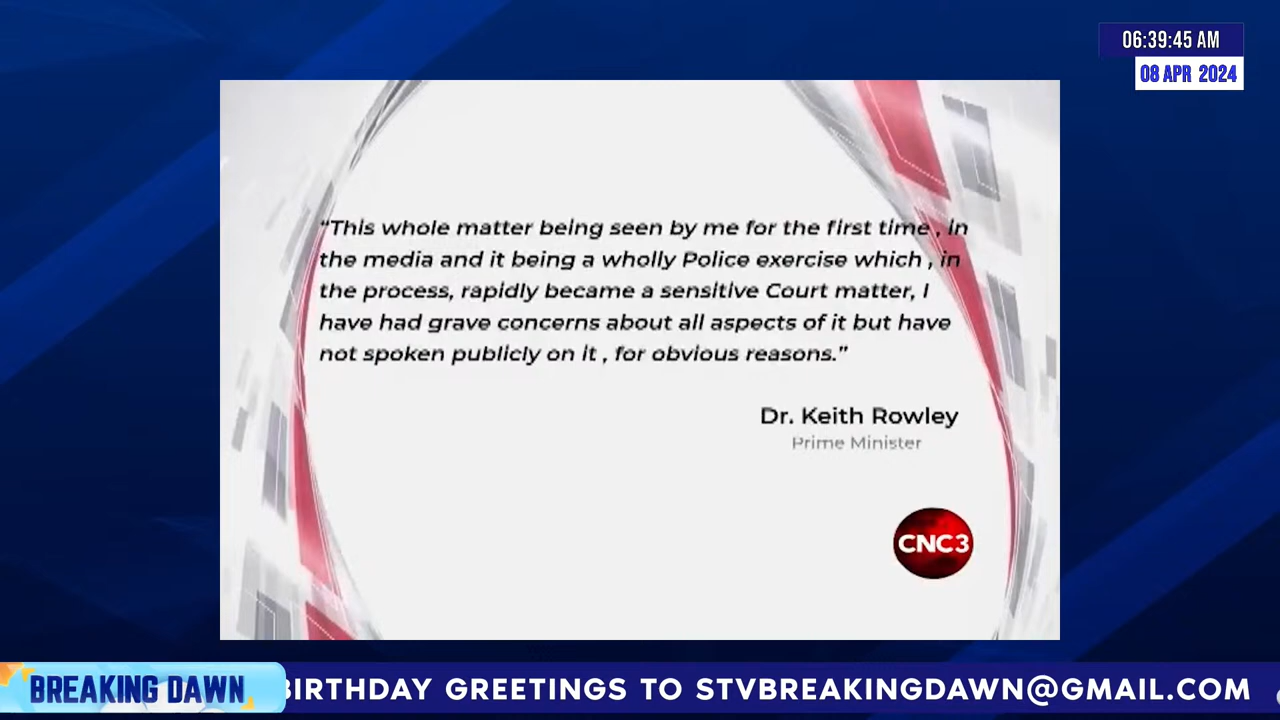 06:39:45 AM
08 APR 2024
“This whole matter being seen by me for the first time , in
the media and it being a wholly Police exercise which , in
the process, rapidly became a sensitive Court matter, I
have had grave concerns about all aspects of it but have
not spoken publicly on it , for obvious reasons.”
Dr. Keith Rowley
Prime Minister
CNC3
BREAKING DAWN
BIRTHDAY GREETINGS TO STVBREAKINGDAWN@GMAIL.COM